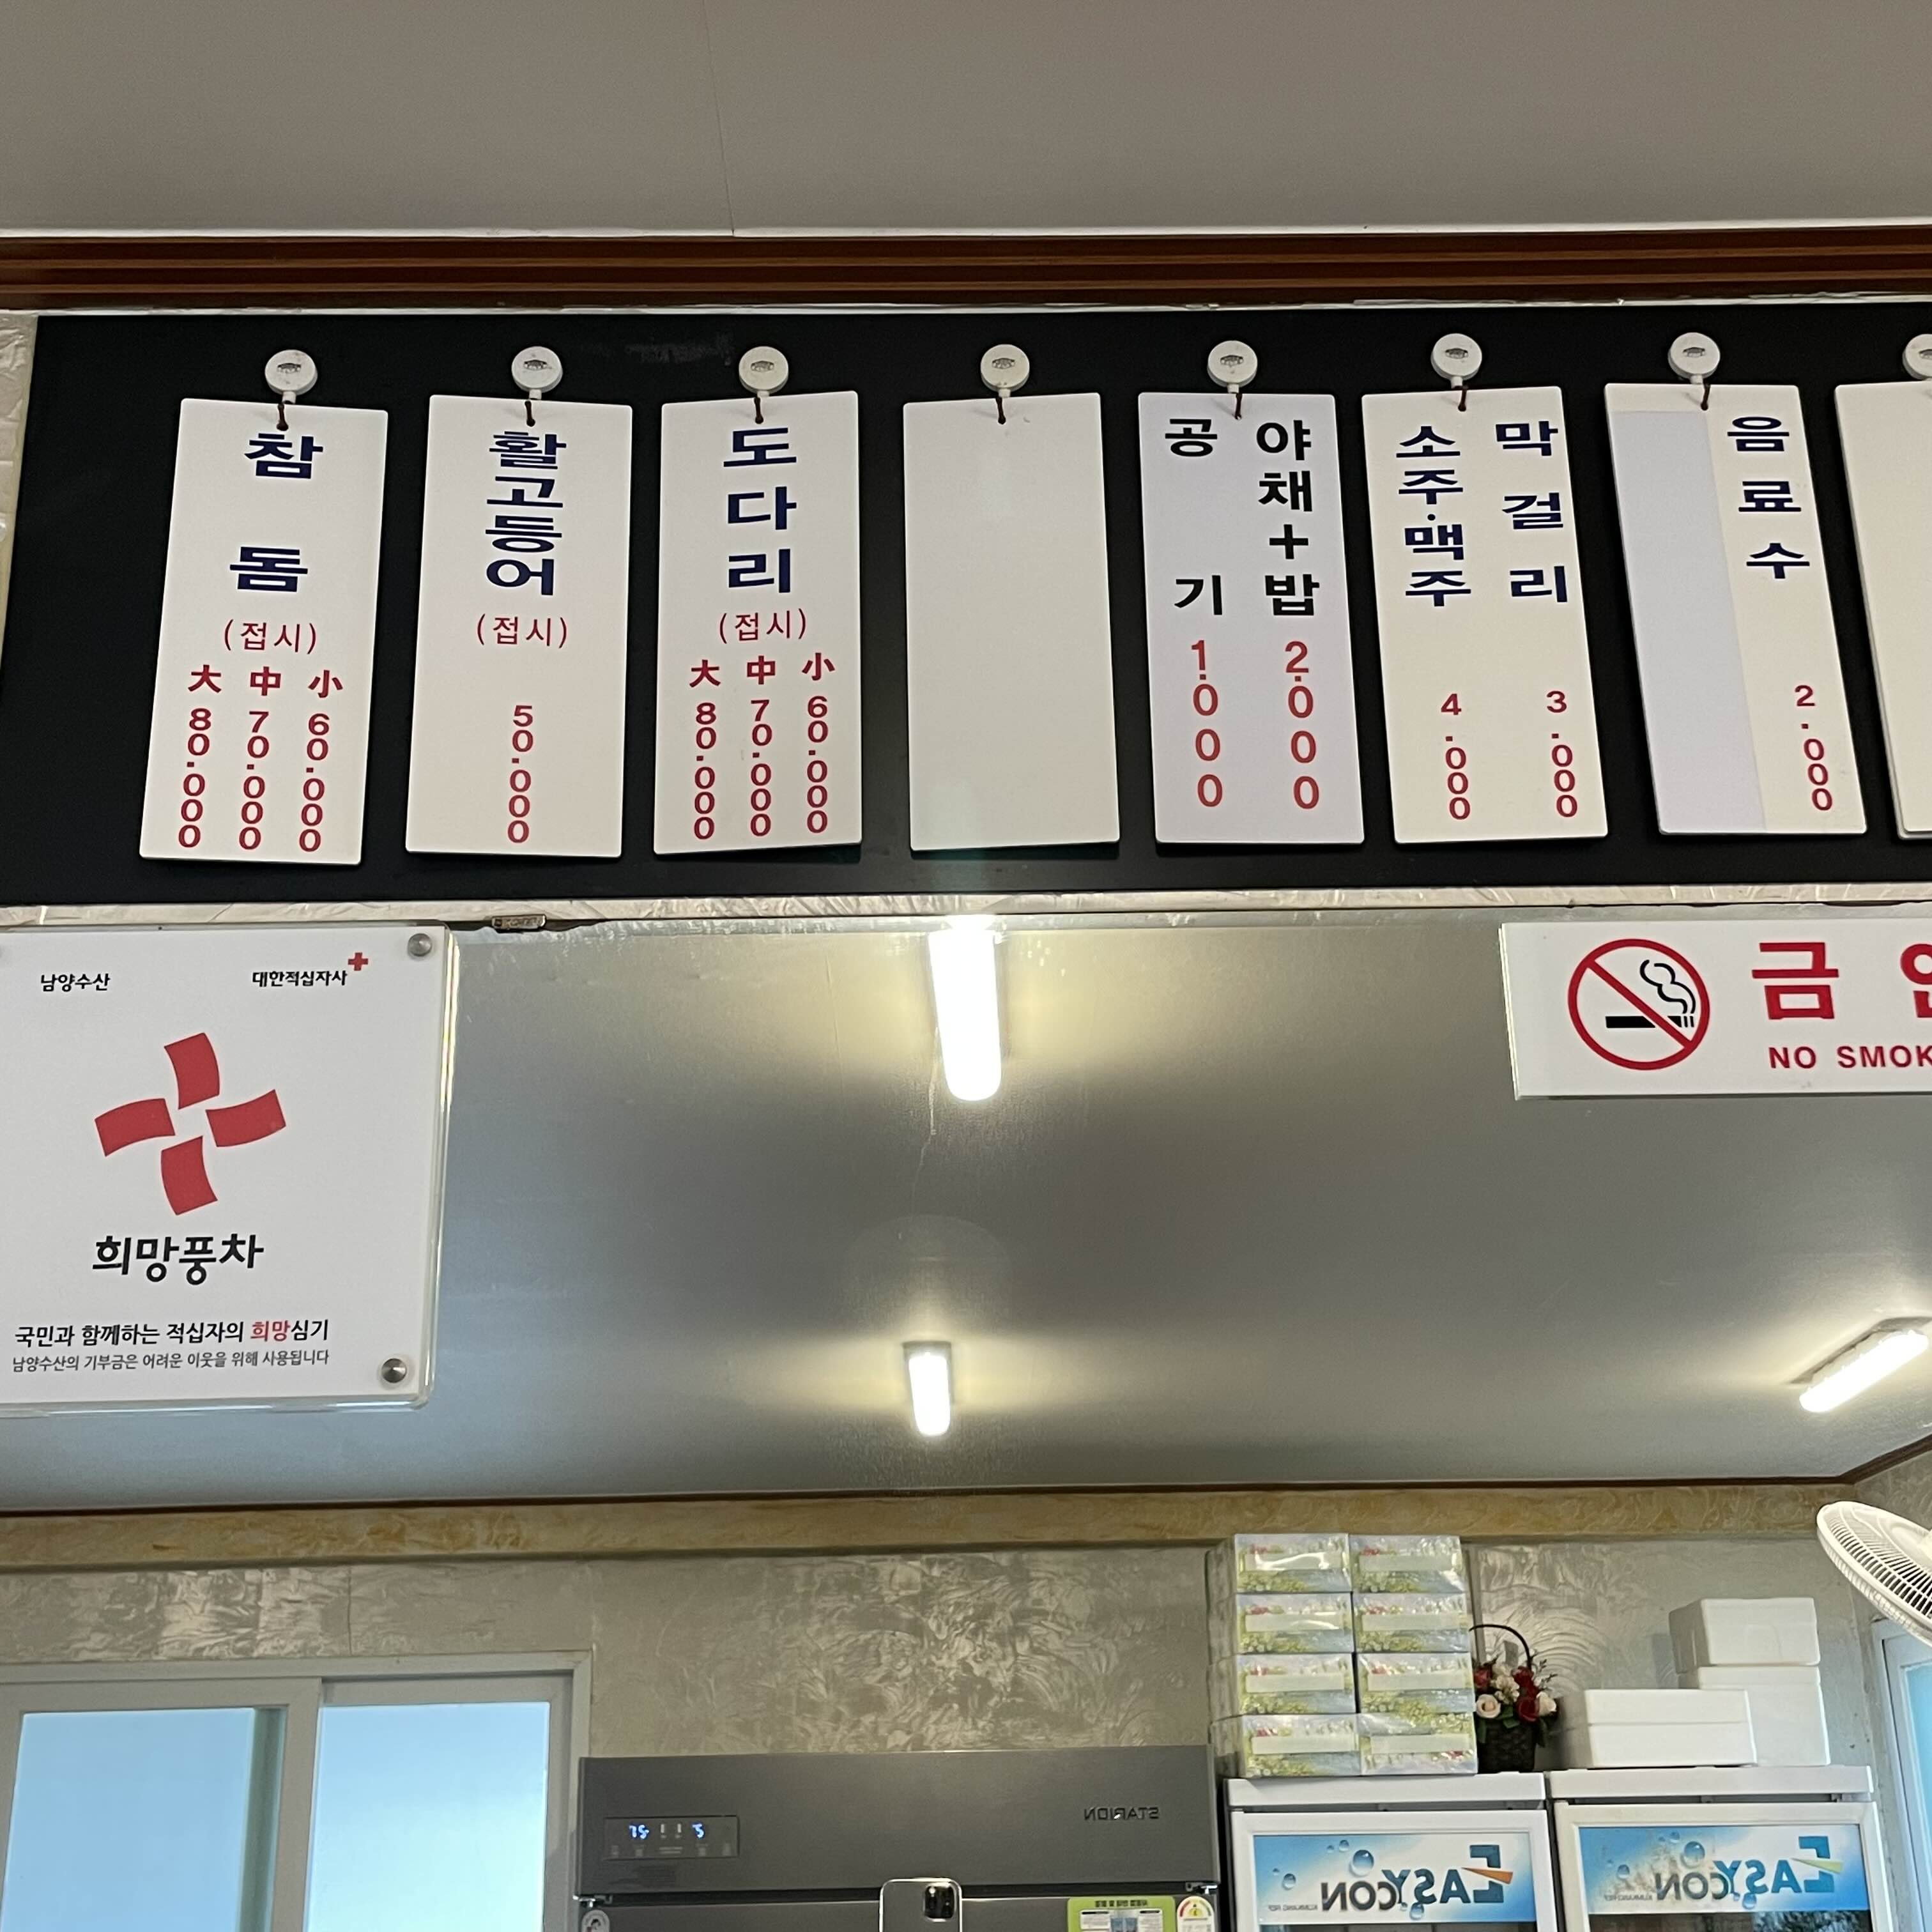 참돔
(접시)
大 中 小
80.000 70.000 60.000
활고등어
(접시)
50.000
도다리
(접시)
大 中 小
80.000 70.000 60.000
공기 야채+밥
1.000 2.000
소주·맥주 막걸리
4.000 3.000
음료수
2.000
남양수산 대한적십자사
희망풍차
국민과 함께하는 적십자의 희망심기
남양수산의 기부금은 어려운 이웃을 위해 사용됩니다
금
NO SMOK
STARION
EASYCON
EASYCON